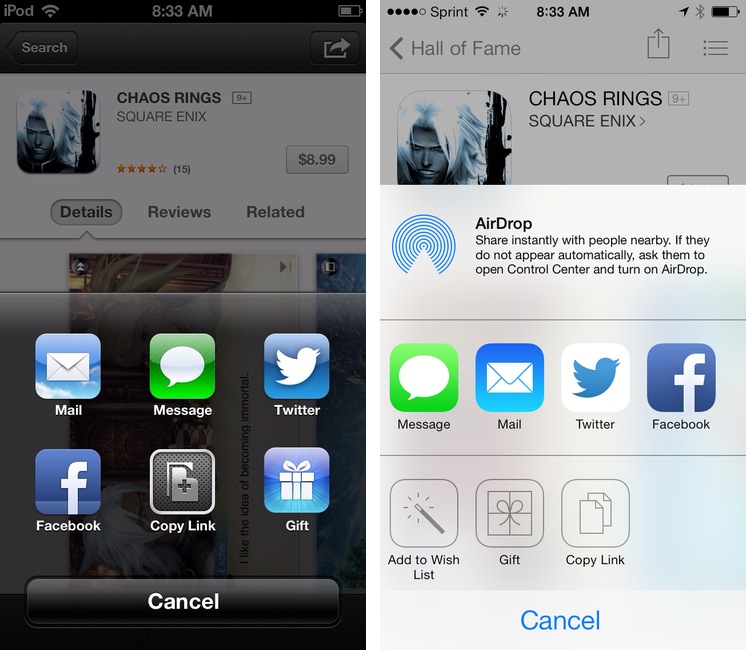 iPod 8:33 AM
Search
CHAOS RINGS 9+
SQUARE ENIX
(15)
$8.99
Details Reviews Related
I like the idea of becoming immortal.
Escher
Mail Message Twitter
Facebook Copy Link Gift
Cancel
Sprint 8:33 AM
Hall of Fame
CHAOS RINGS 9+
SQUARE ENIX >
AirDrop
Share instantly with people nearby. If they
do not appear automatically, ask them to
open Control Center and turn on AirDrop.
Message Mail Twitter Facebook
Add to Wish
List
Gift Copy Link
Cancel